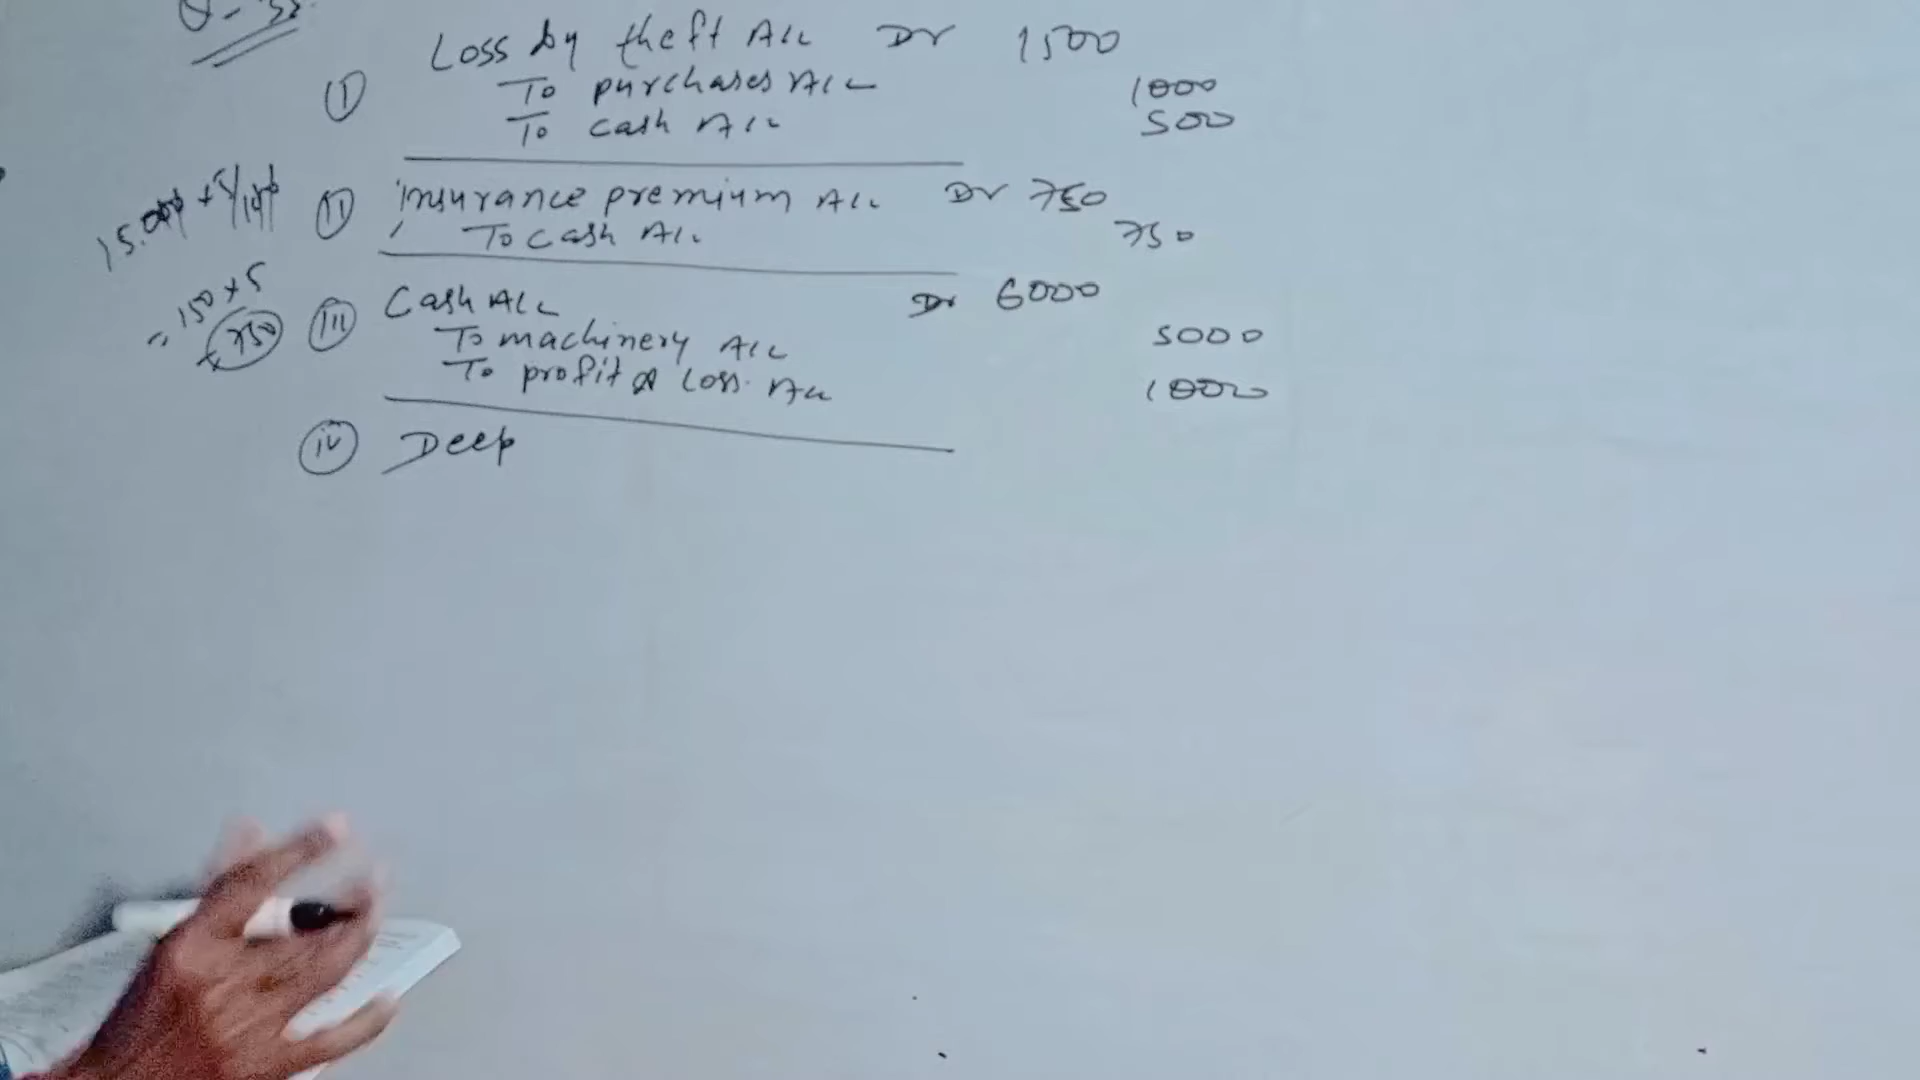 Loss by theft A/c Dr 1500
(I) To purchases A/c 1000
To cash A/c 500
(II) insurance premium A/c Dr 750
To cash A/c 750
= 150 × 5
750
(III) Cash A/c Dr 6000
To machinery A/c 5000
To profit & Loss A/c 1000
(iv) Deep